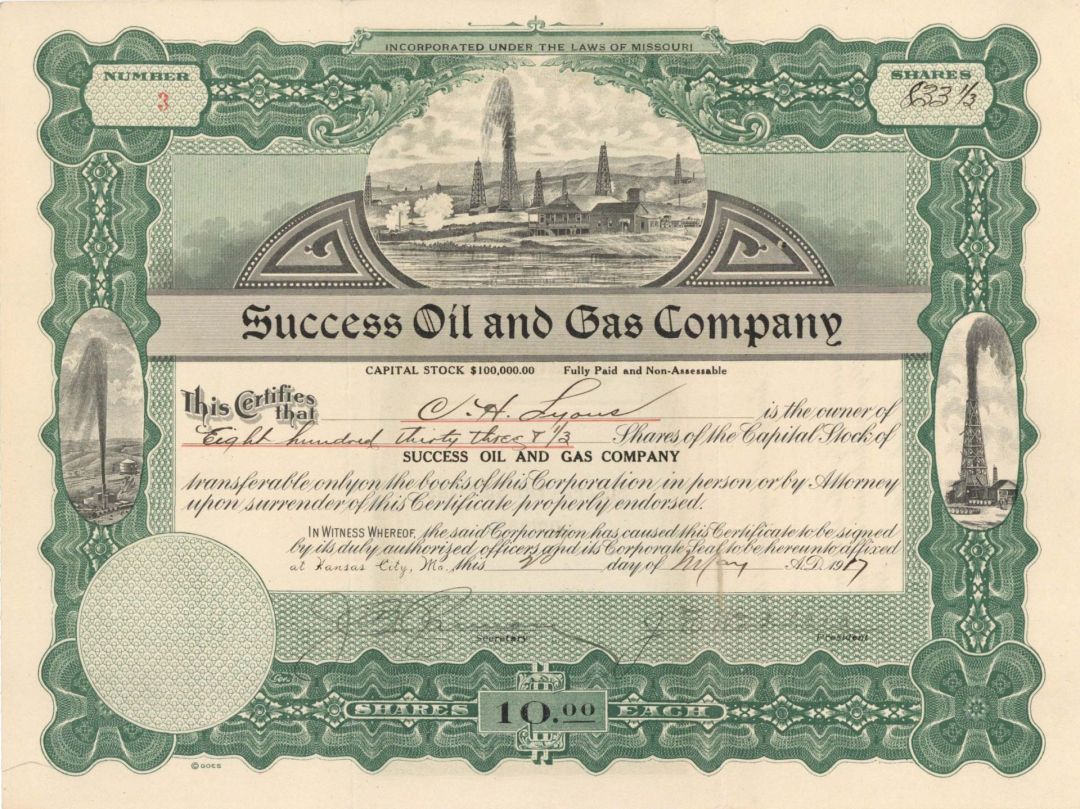 INCORPORATED UNDER THE LAWS OF MISSOURI
NUMBER
3
SHARES
833 1/3
Success Oil and Gas Company
CAPITAL STOCK $100,000.00 Fully Paid and Non-Assessable
This Certifies that H. Lyons is the owner of
Eight hundred thirty three & 1/3 Shares of the Capital Stock of
SUCCESS OIL AND GAS COMPANY
transferable only on the books of this Corporation in person or by Attorney
upon surrender of this Certificate properly endorsed.
IN WITNESS WHEREOF, the said Corporation has caused this Certificate to be signed
by its duly authorized officers and its Corporate Seal to be hereunto affixed
at Kansas City, Mo. this day of May A.D. 1917
Secretary
President
SHARES 10.00 EACH
© GOES